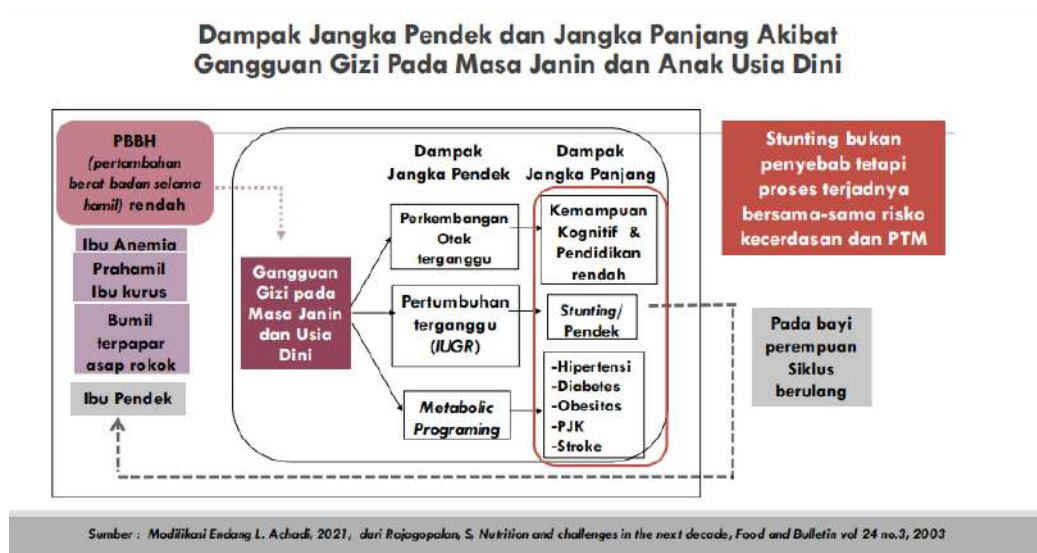 Dampak Jangka Pendek dan Jangka Panjang Akibat
Gangguan Gizi Pada Masa Janin dan Anak Usia Dini
PBBH
(pertambahan
berat badan selama
hamil) rendah
Ibu Anemia
Prahamil
Ibu kurus
Bumil
terpapar
asap rokok
Ibu Pendek
Gangguan
Gizi pada
Masa Janin
dan Usia
Dini
Dampak
Jangka Pendek
Perkembangan
Otak
terganggu
Pertumbuhan
terganggu
(IUGR)
Metabolic
Programing
Dampak
Jangka Panjang
Kemampuan
Kognitif &
Pendidikan
rendah
Stunting/
Pendek
-Hipertensi
-Diabetes
-Obesitas
-PJK
-Stroke
Stunting bukan
penyebab tetapi
proses terjadnya
bersama-sama risiko
kecerdasan dan PTM
Pada bayi
perempuan
Siklus
berulang
Sumber : Modilikasi Endang L. Achadi, 2021, dari Rajagopalan, S, Nutrition and challenges in the next decade, Food and Bulletin vol 24 no.3, 2003